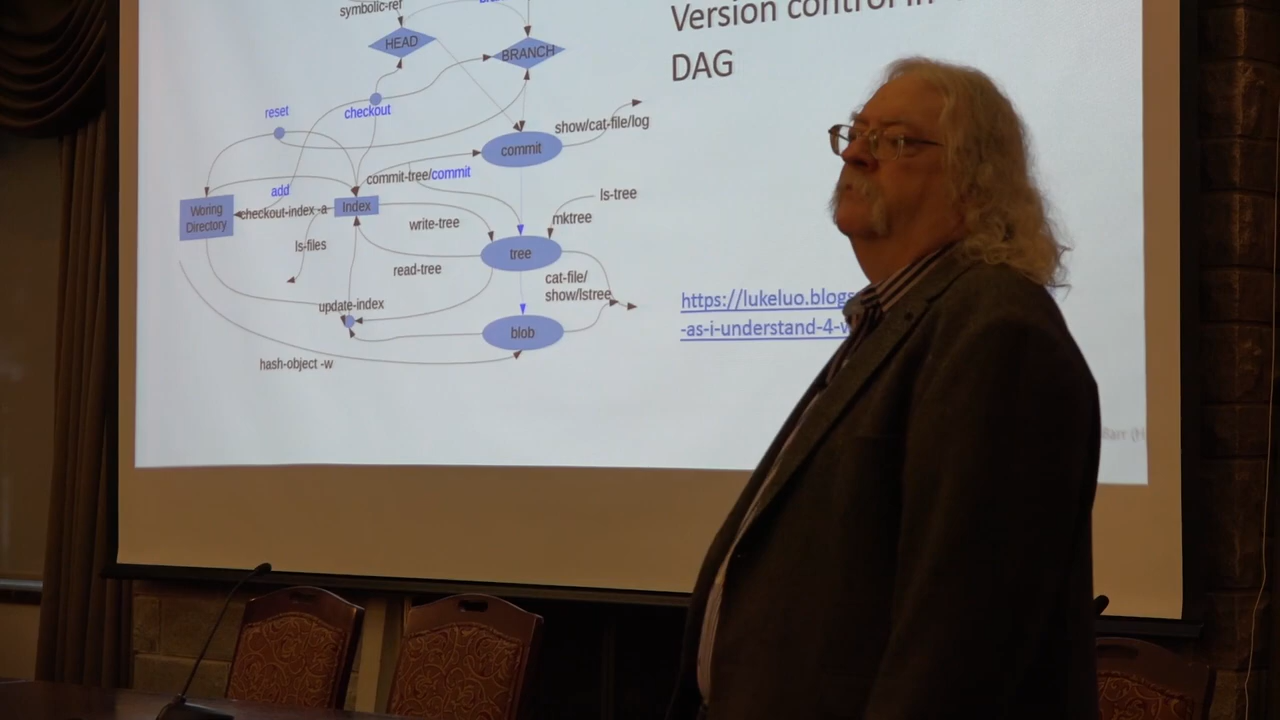 symbolic-ref
Version control in
DAG
HEAD
BRANCH
reset
checkout
show/cat-file/log
commit
commit-tree/commit
add
Woring
Directory
checkout-index -a
Index
ls-tree
mktree
write-tree
ls-files
tree
read-tree
cat-file/
show/lstree
update-index
blob
hash-object -w
https://lukeluo.blogs
-as-i-understand-4-